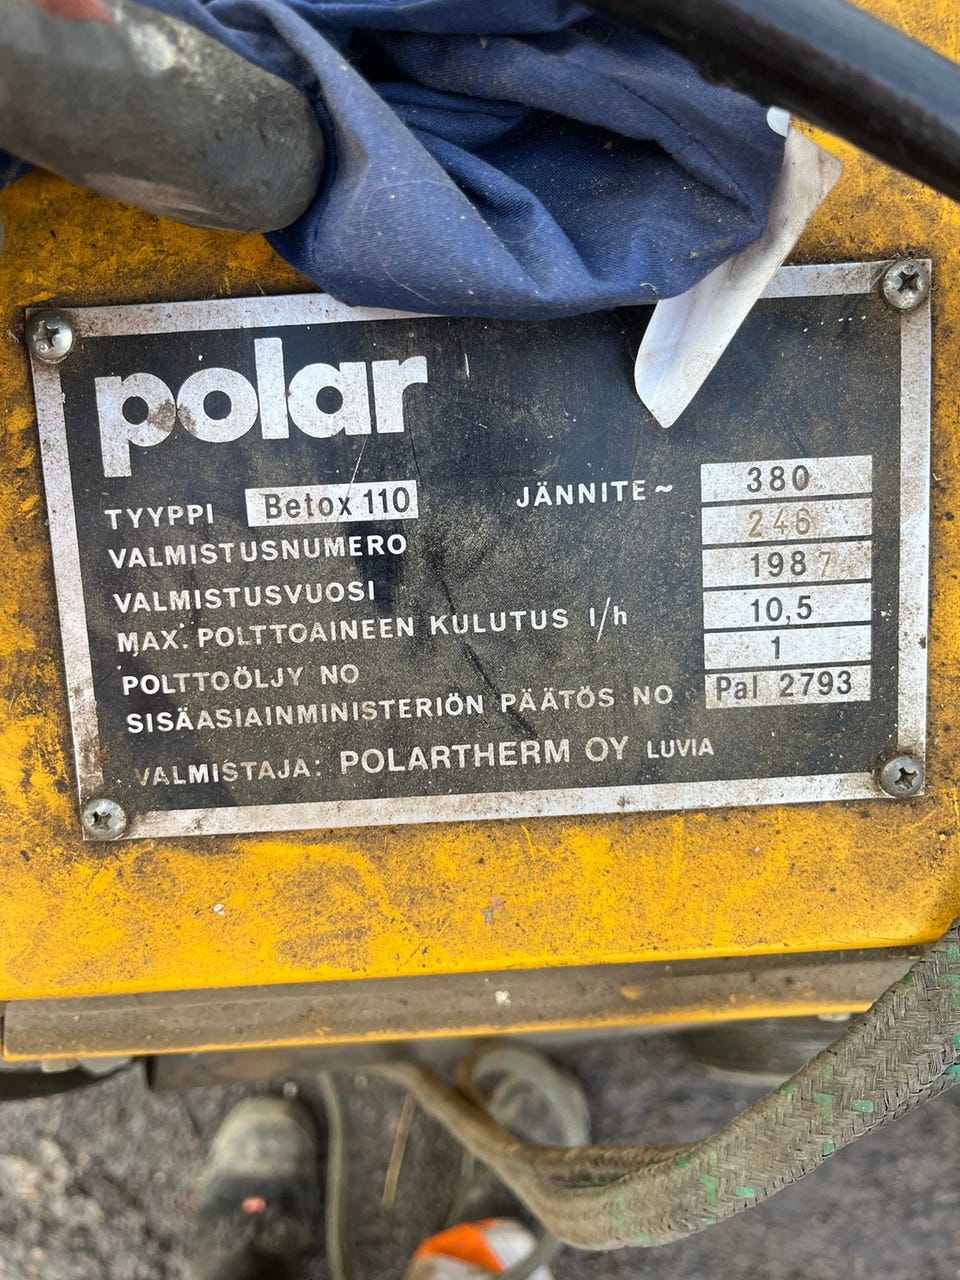 polar
TYYPPI Betox 110 JÄNNITE ~ 380
VALMISTUSNUMERO 246
VALMISTUSVUOSI 1987
MAX. POLTTOAINEEN KULUTUS l/h 10,5
POLTTOÖLJY NO 1
SISÄASIAINMINISTERIÖN PÄÄTÖS NO Pal 2793
VALMISTAJA: POLARTHERM OY LUVIA